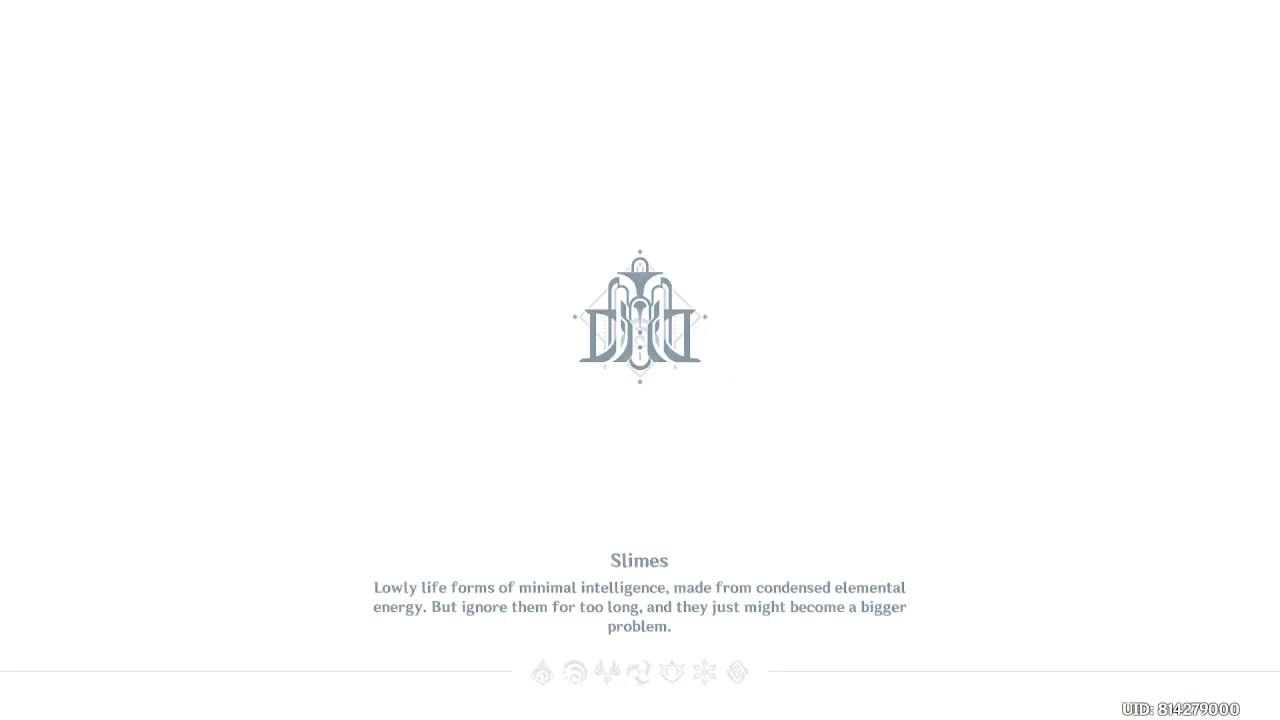 Slimes
Lowly life forms of minimal intelligence, made from condensed elemental
energy. But ignore them for too long, and they just might become a bigger
problem.
UID: 814279000